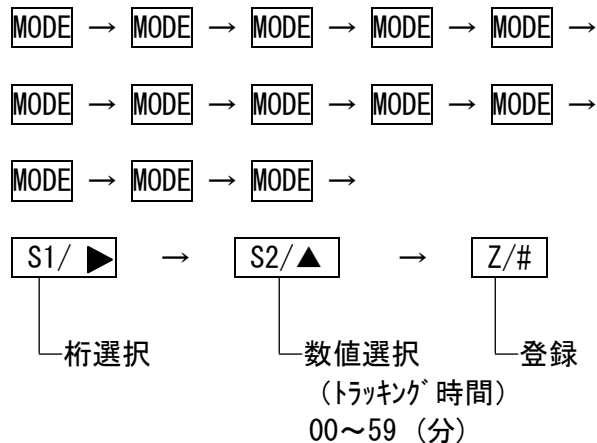 MODE → MODE → MODE → MODE → MODE →
MODE → MODE → MODE → MODE → MODE →
MODE → MODE → MODE →
S1/ ▶ → S2/▲ → Z/#
桁選択 数値選択 登録
（ﾄﾗｯｷﾝｸﾞ時間）
00～59（分）